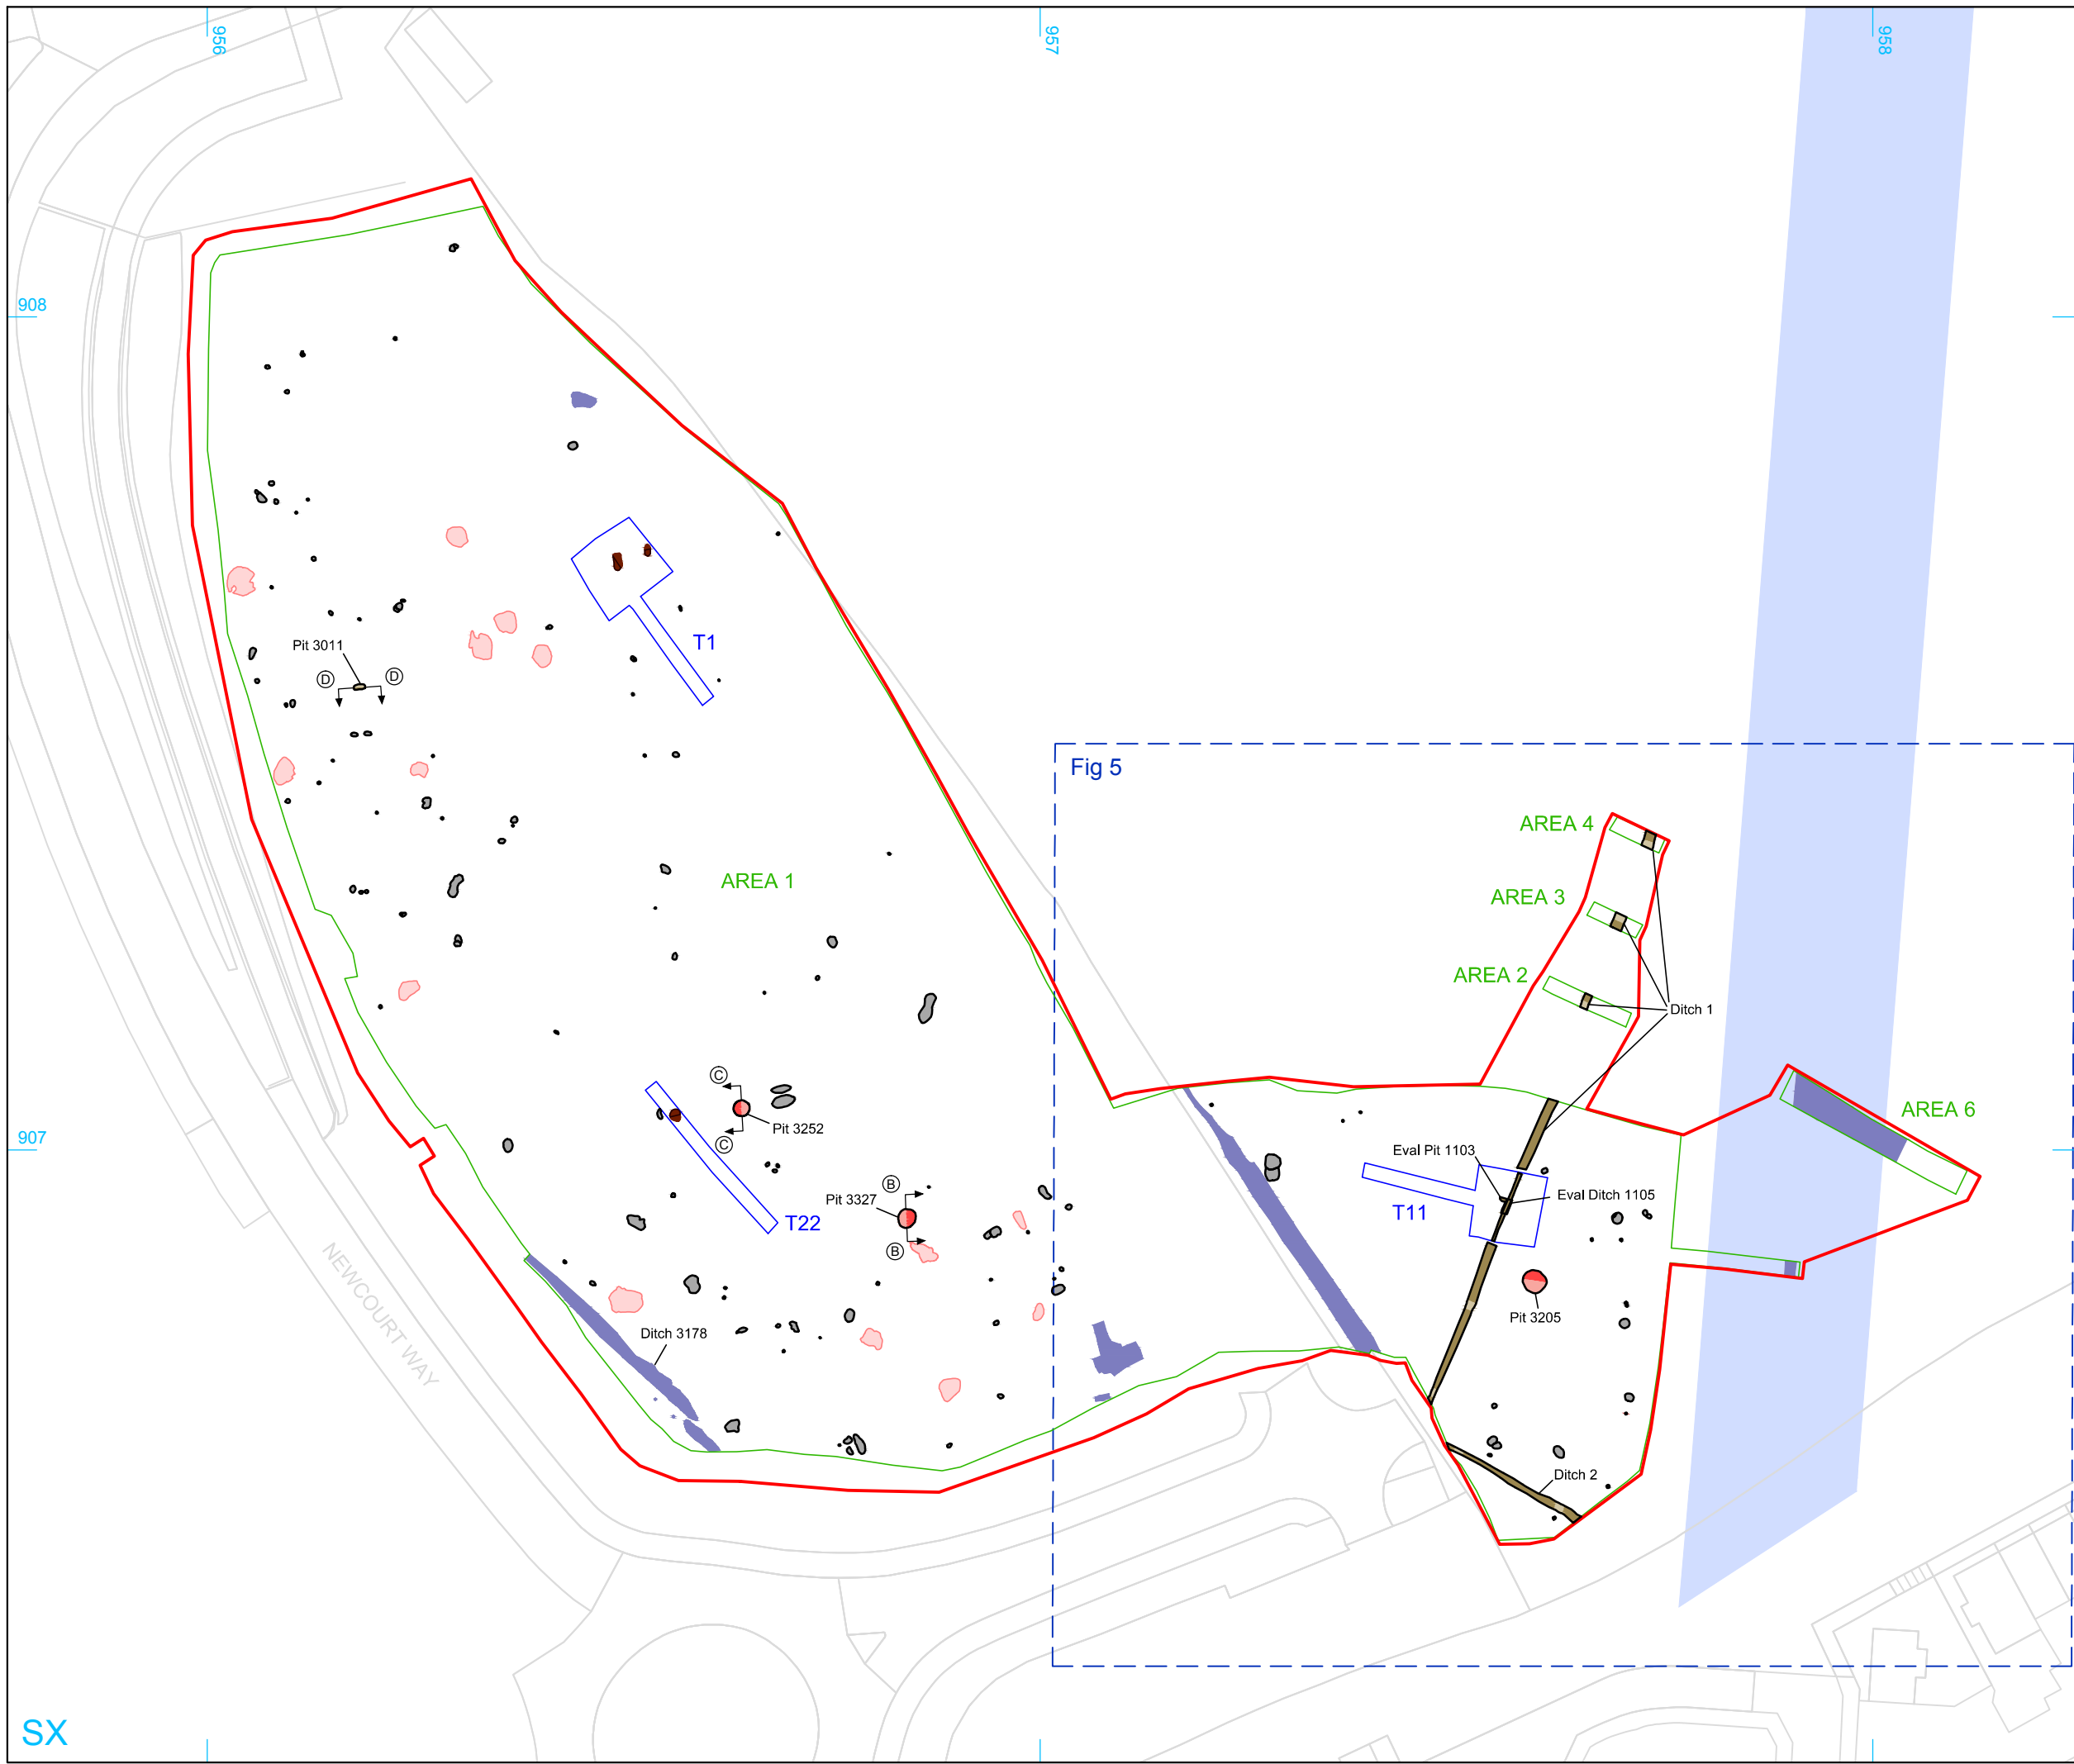 956
957
958
908
T1
Pit 3011
D
D
Fig 5
AREA 4
AREA 1
AREA 3
AREA 2
Ditch 1
C
AREA 6
Pit 3252
C
Eval Pit 1103
B
Eval Ditch 1105
Pit 3327
T22
T11
B
907
NEWCOURT WAY
Pit 3205
Ditch 3178
Ditch 2
SX